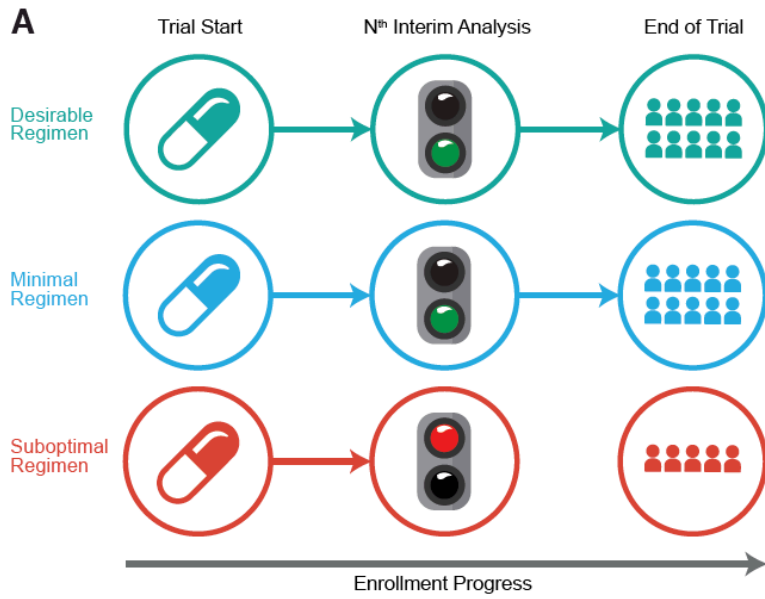 A
Trial Start
Nth Interim Analysis
End of Trial
Desirable
Regimen
Minimal
Regimen
Suboptimal
Regimen
Enrollment Progress